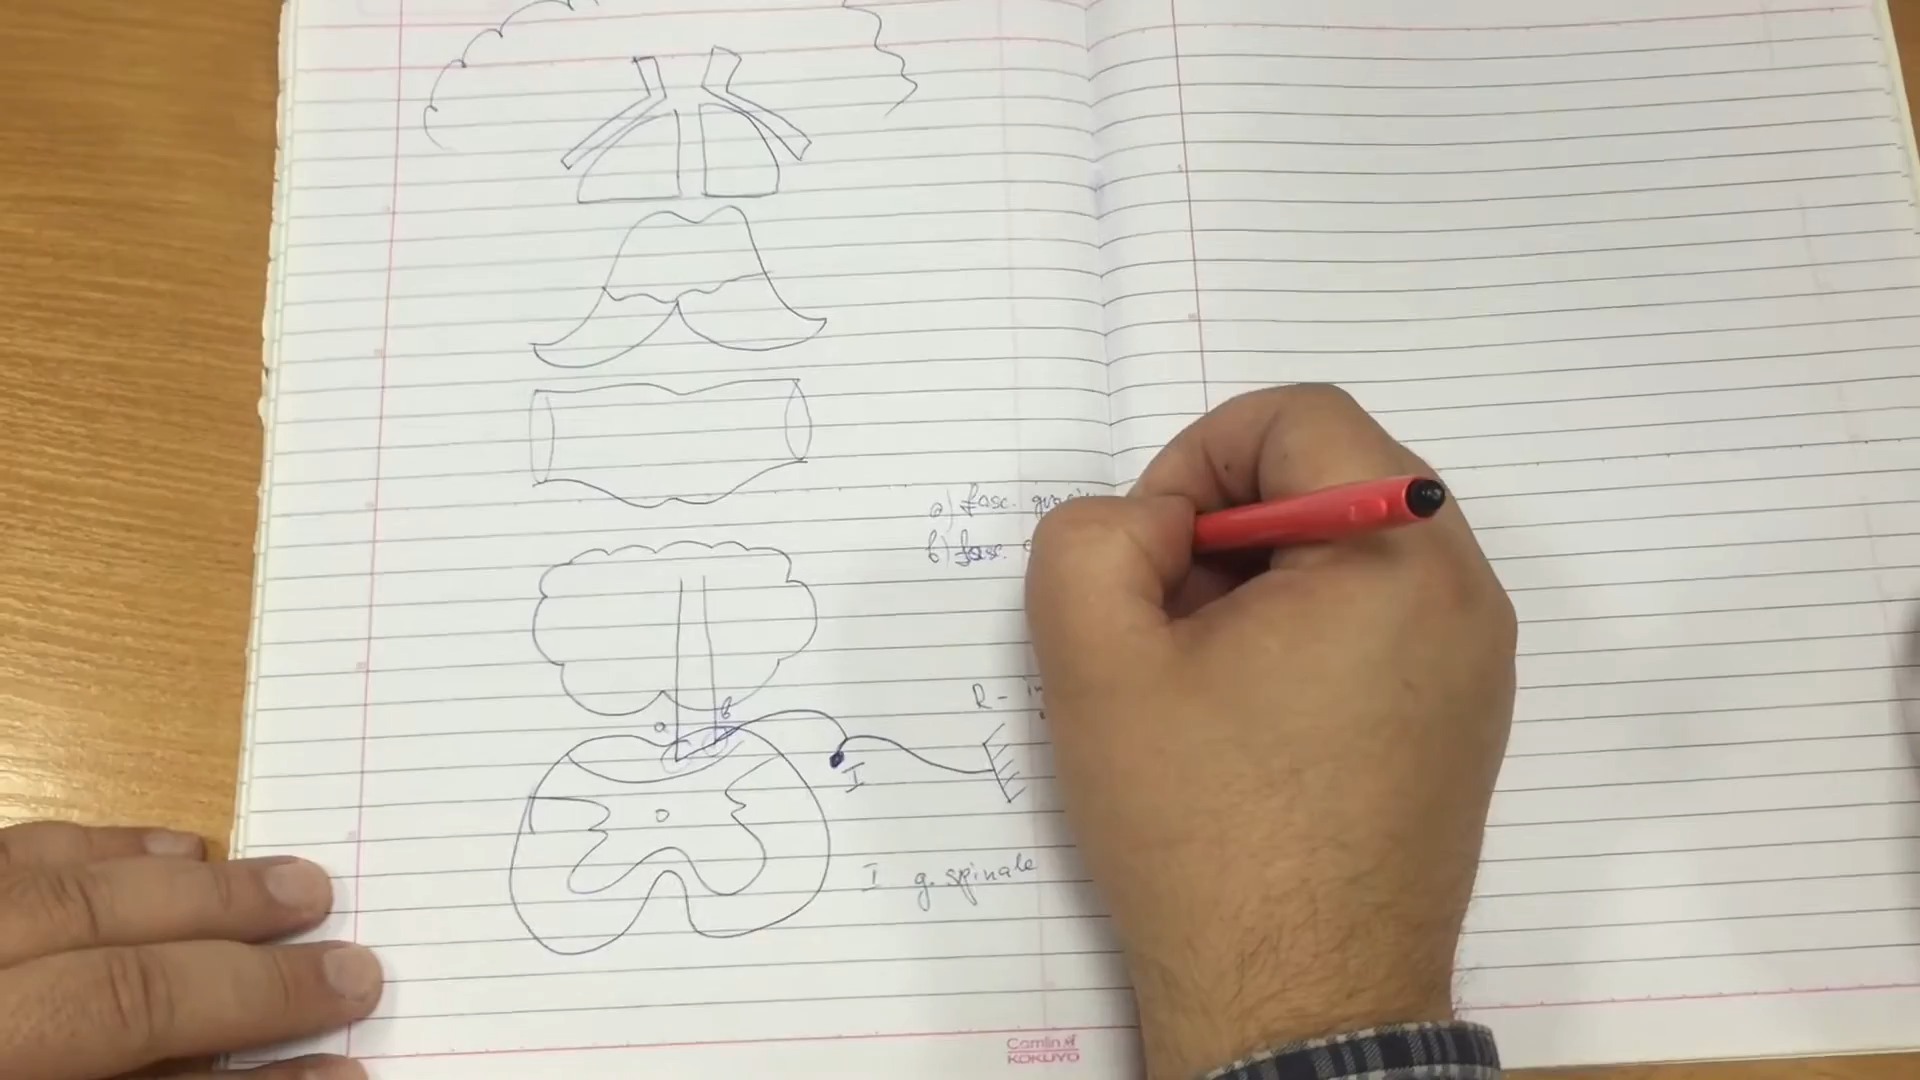 a) fasc.
b) fasc.
a b
R -
I
I g. spinale
Camlin
KOKUYO